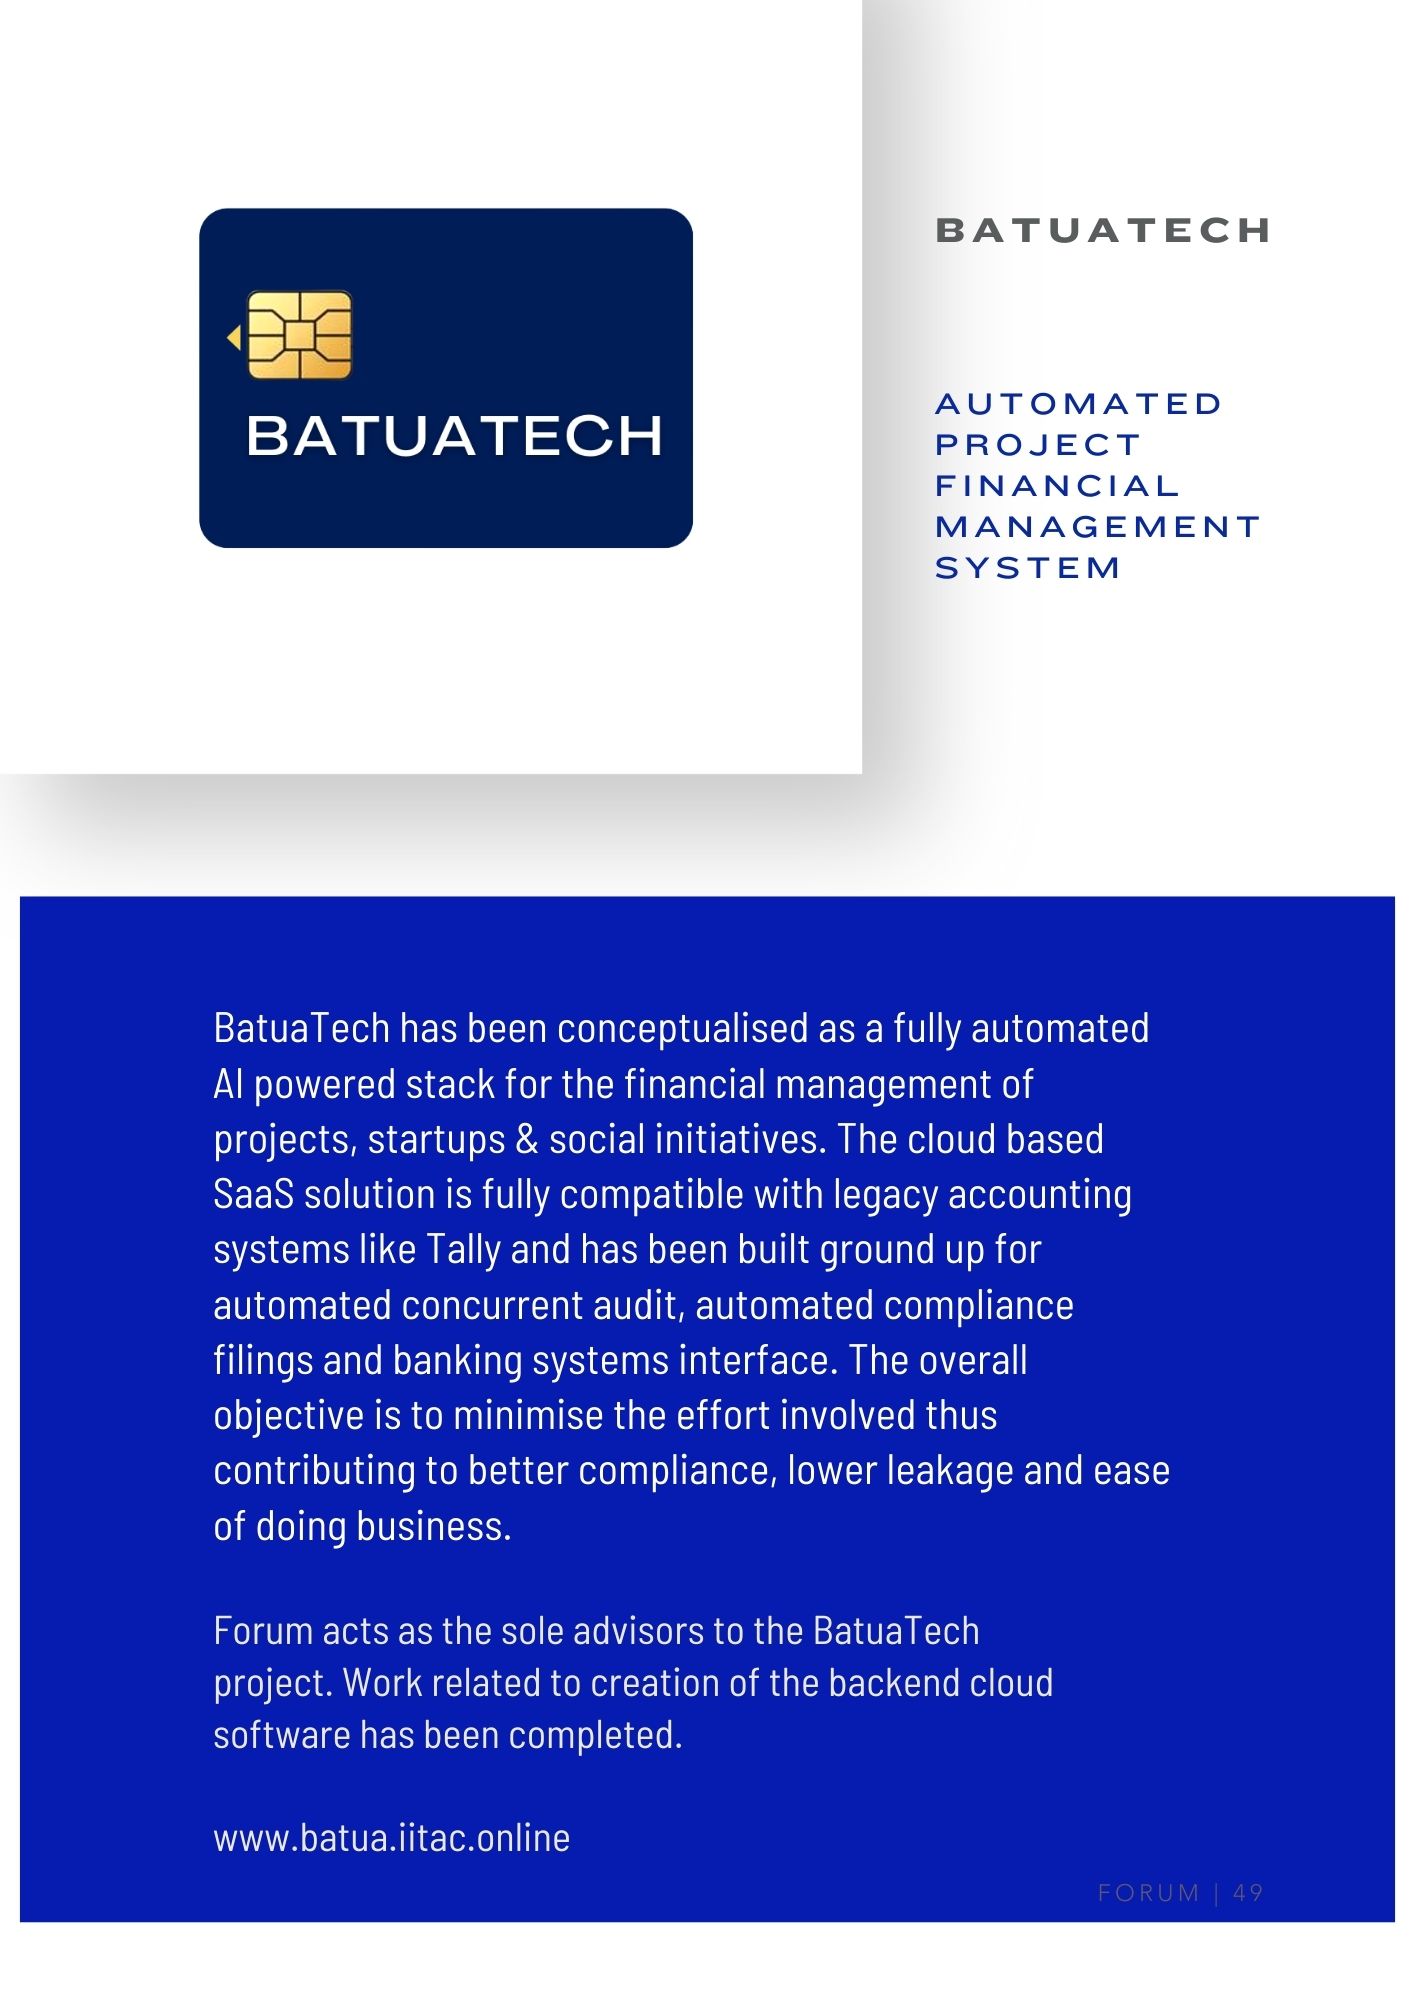 BATUATECH
BATUATECH
AUTOMATED
PROJECT
FINANCIAL
MANAGEMENT
SYSTEM
BatuaTech has been conceptualised as a fully automated
AI powered stack for the financial management of
projects, startups & social initiatives. The cloud based
SaaS solution is fully compatible with legacy accounting
systems like Tally and has been built ground up for
automated concurrent audit, automated compliance
filings and banking systems interface. The overall
objective is to minimise the effort involved thus
contributing to better compliance, lower leakage and ease
of doing business.
Forum acts as the sole advisors to the BatuaTech
project. Work related to creation of the backend cloud
software has been completed.
www.batua.iitac.online
FORUM | 49